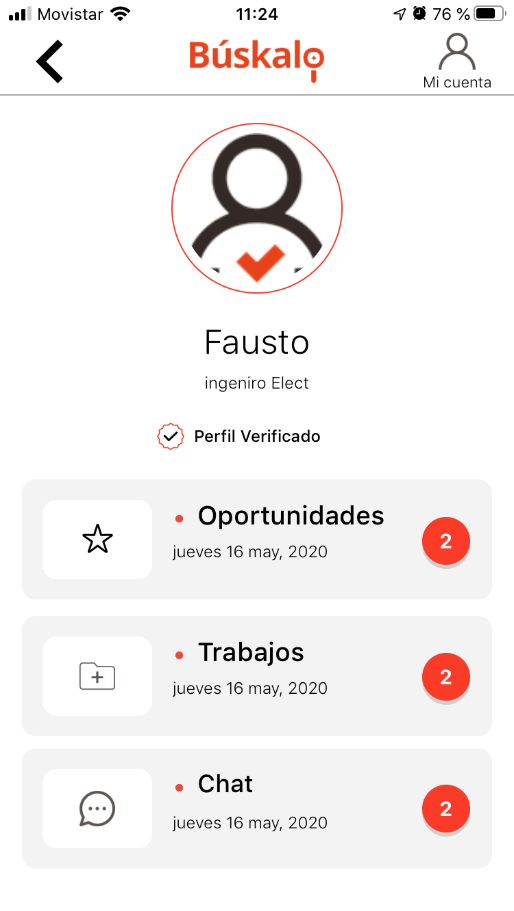 Movistar 11:24 76 %
Búskalo
Mi cuenta
Fausto
ingeniro Elect
Perfil Verificado
Oportunidades
jueves 16 may, 2020
2
Trabajos
jueves 16 may, 2020
2
Chat
jueves 16 may, 2020
2